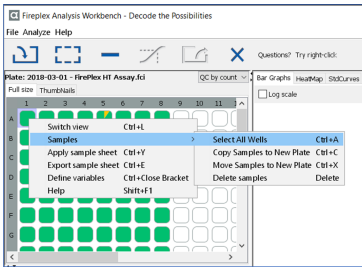 Fireplex Analysis Workbench - Decode the Possibilities
File Analyze Help
Questions? Try right-click:
Plate: 2018-03-01 - FirePlex HT Assay.fci
QC by count
Bar Graphs HeatMap StdCurves
Full size ThumbNails
Log scale
1 2 3 4 5 6 7 8 9 10 11
A
Switch view Ctrl+L
B
Samples
Select All Wells Ctrl+A
Apply sample sheet Ctrl+Y
Copy Samples to New Plate Ctrl+C
C
Export sample sheet Ctrl+E
Move Samples to New Plate Ctrl+X
D
Define variables Ctrl+Close Bracket
Delete samples Delete
Help Shift+F1
E
F
G